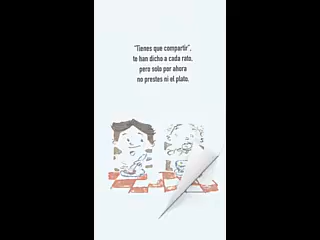 "Tienes que compartir",
te han dicho a cada rato,
pero solo por ahora
no prestes ni el plato.